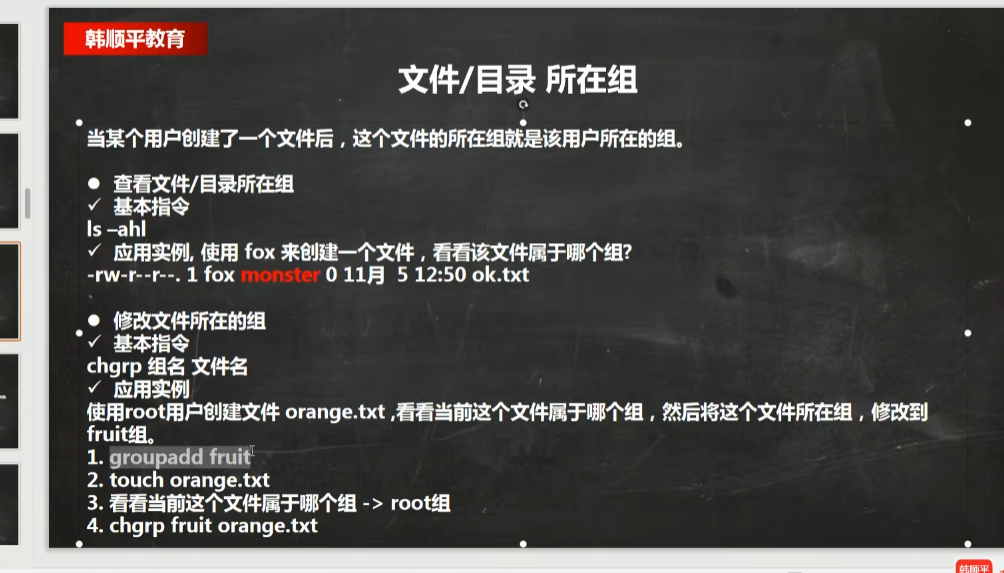 韩顺平教育
文件/目录 所在组
当某个用户创建了一个文件后，这个文件的所在组就是该用户所在的组。
● 查看文件/目录所在组
✓ 基本指令
ls –ahl
✓ 应用实例, 使用 fox 来创建一个文件，看看该文件属于哪个组?
-rw-r--r--. 1 fox monster 0 11月  5 12:50 ok.txt
● 修改文件所在的组
✓ 基本指令
chgrp 组名 文件名
✓ 应用实例
使用root用户创建文件 orange.txt ,看看当前这个文件属于哪个组，然后将这个文件所在组，修改到
fruit组。
1. groupadd fruit
2. touch orange.txt
3. 看看当前这个文件属于哪个组 -> root组
4. chgrp fruit orange.txt
韩顺平